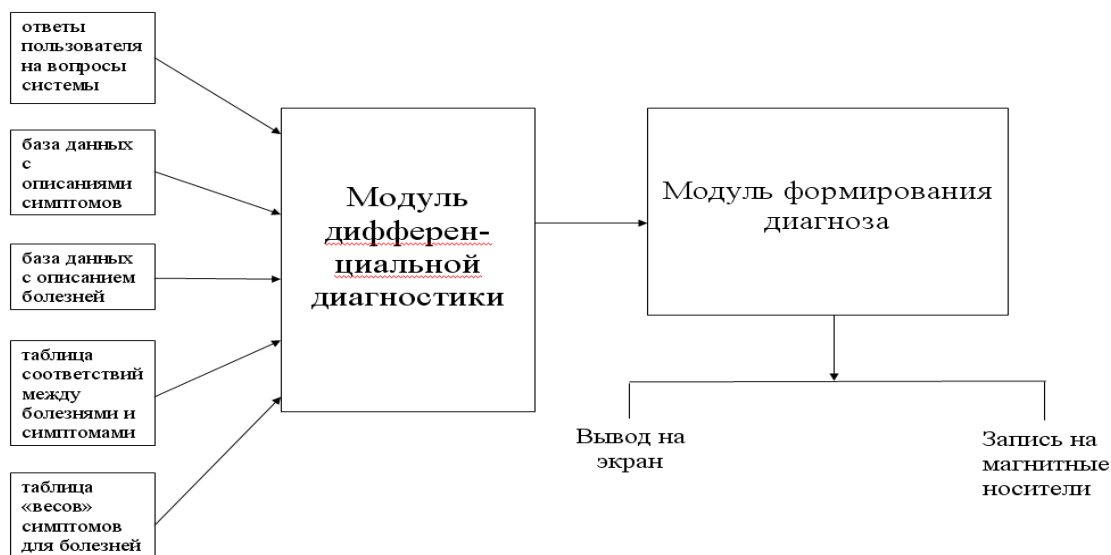 ответы
пользователя
на вопросы
системы
база данных
с
описаниями
симптомов
база данных
с описанием
болезней
таблица
соответствий
между
болезнями и
симптомами
таблица
«весов»
симптомов
для болезней
Модуль
дифферен-
циальной
диагностики
Модуль формирования
диагноза
Вывод на
экран
Запись на
магнитные
носители